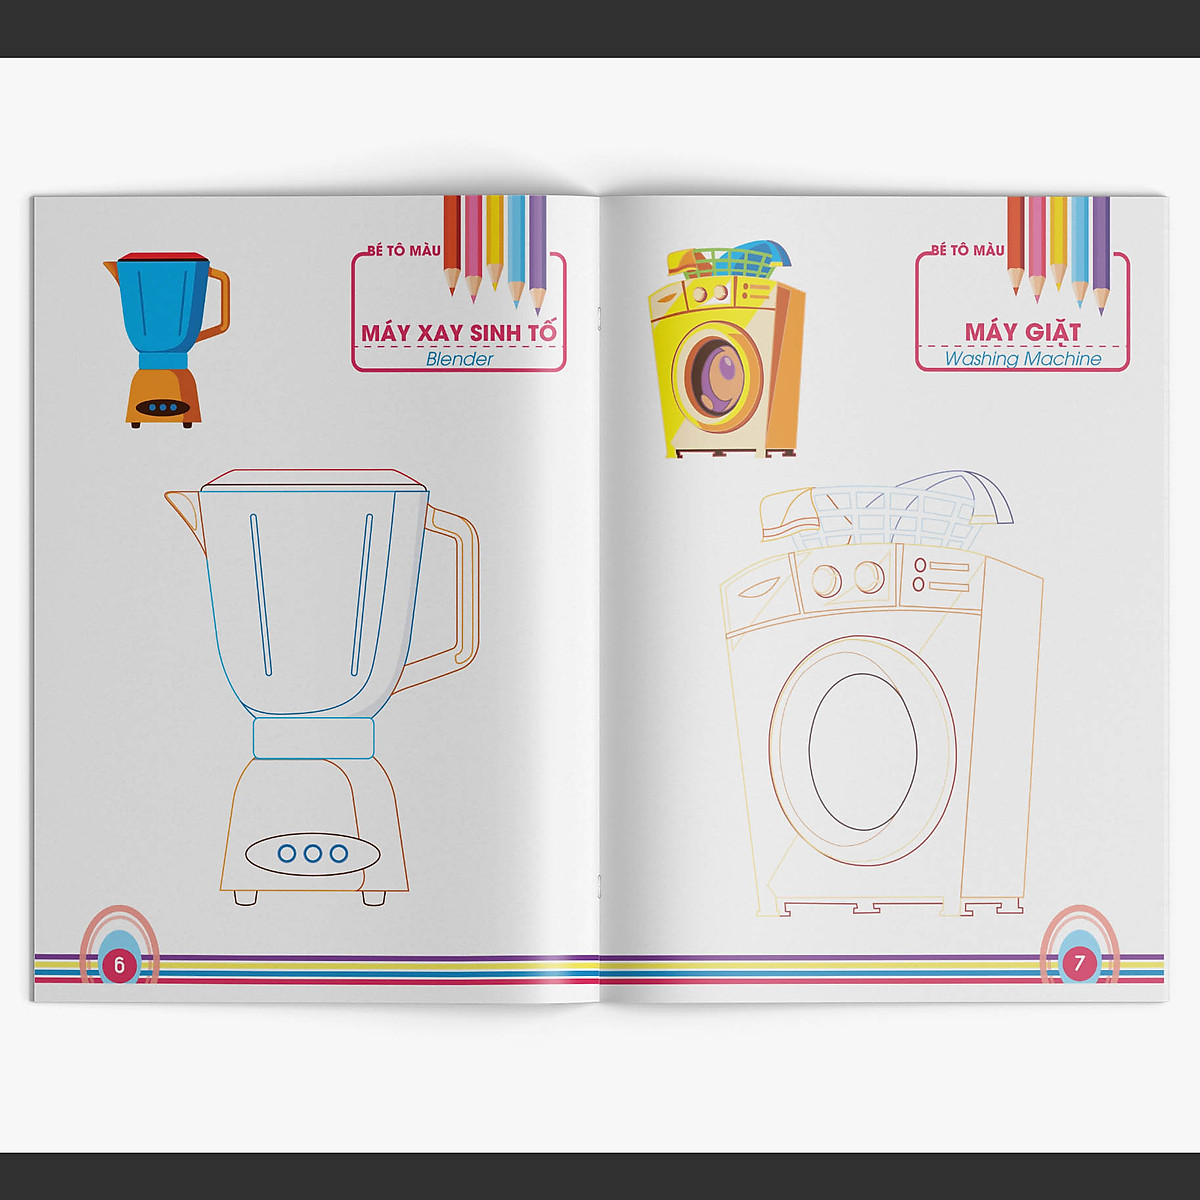 BÉ TÔ MÀU
MÁY XAY SINH TỐ
Blender
6
BÉ TÔ MÀU
MÁY GIẶT
Washing Machine
7